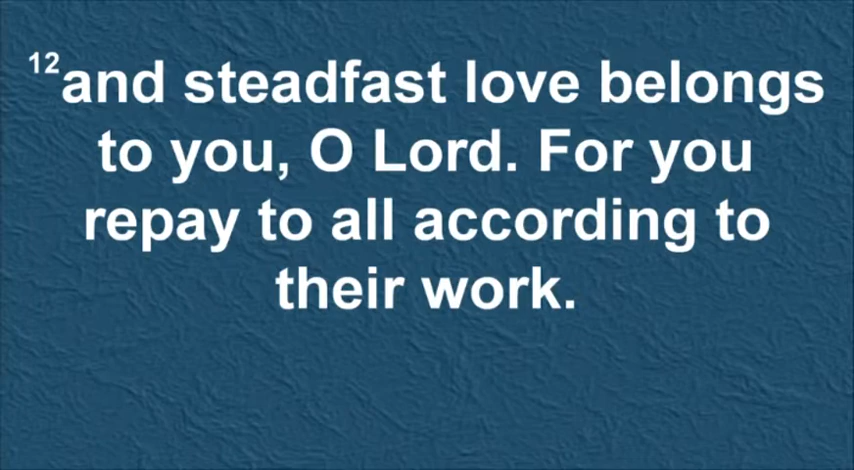 12and steadfast love belongs
to you, O Lord. For you
repay to all according to
their work.